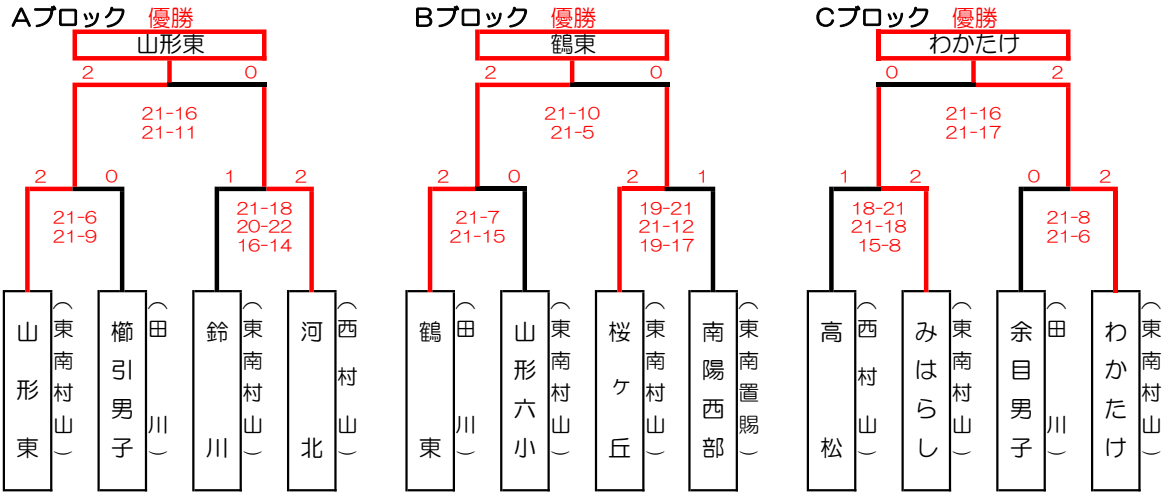 Aブロック 優勝
山形東
2 0
21-16
21-11
2 0
21-6
21-9
1 2
21-18
20-22
16-14
山形東
(東南村山)
櫛引男子
(田川)
鈴川
(東南村山)
河北
(西村山)
Bブロック 優勝
鶴東
2 0
21-10
21-5
2 0
21-7
21-15
2 1
19-21
21-12
19-17
鶴東
(田川)
山形六小
(東南村山)
桜ヶ丘
(東南村山)
南陽西部
(東南置賜)
Cブロック 優勝
わかたけ
0 2
21-16
21-17
1 2
18-21
21-18
15-8
0 2
21-8
21-6
高松
(西村山)
みはらし
(東南村山)
余目男子
(田川)
わかたけ
(東南村山)